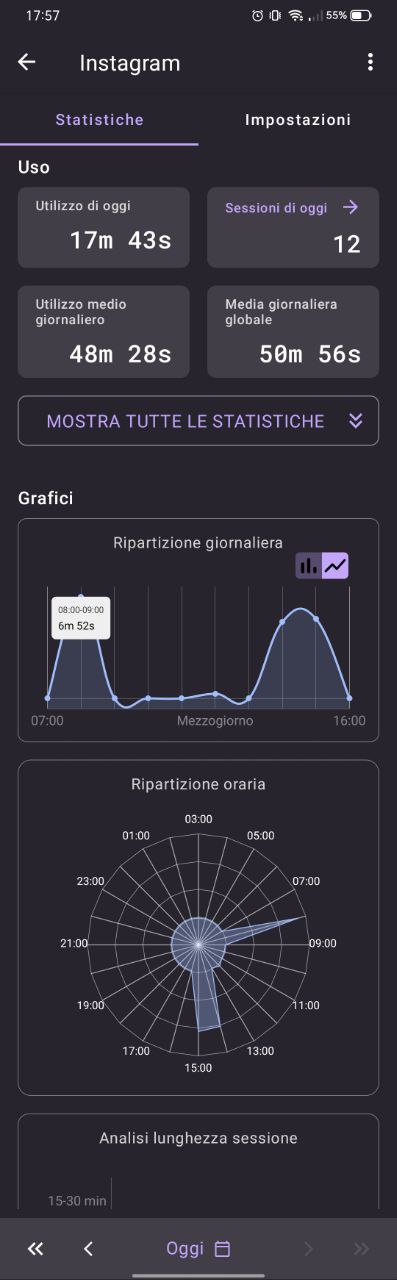 17:57
55%
Instagram
Statistiche
Impostazioni
Uso
Utilizzo di oggi
17m 43s
Sessioni di oggi
12
Utilizzo medio
giornaliero
48m 28s
Media giornaliera
globale
50m 56s
MOSTRA TUTTE LE STATISTICHE
Grafici
Ripartizione giornaliera
08:00-09:00
6m 52s
07:00
Mezzogiorno
16:00
Ripartizione oraria
03:00
01:00
05:00
23:00
07:00
21:00
09:00
19:00
11:00
17:00
13:00
15:00
Analisi lunghezza sessione
15-30 min
Oggi